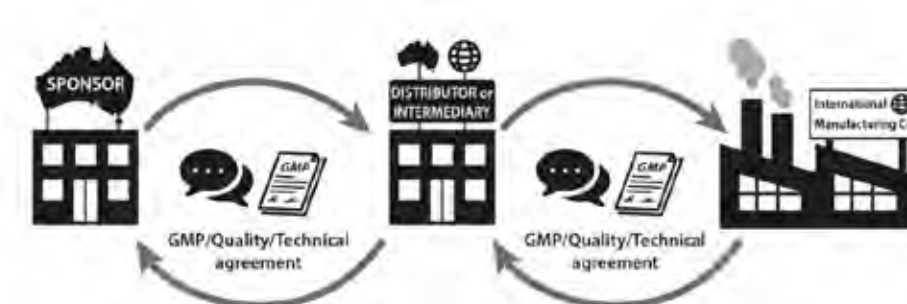 SPONSOR
DISTRIBUTOR or
INTERMEDIARY
International
Manufacturing C
GMP
GMP
GMP/Quality/Technical
agreement
GMP/Quality/Technical
agreement